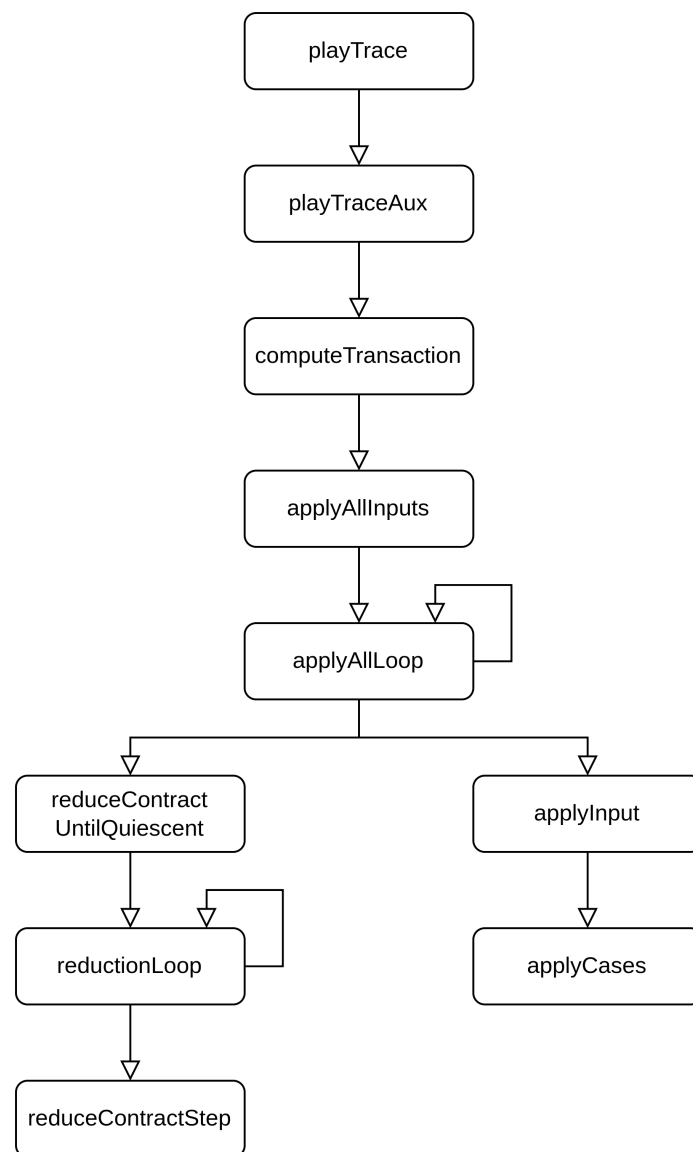 playTrace
playTraceAux
computeTransaction
applyAllInputs
applyAllLoop
reduceContract
UntilQuiescent
applyInput
reductionLoop
applyCases
reduceContractStep